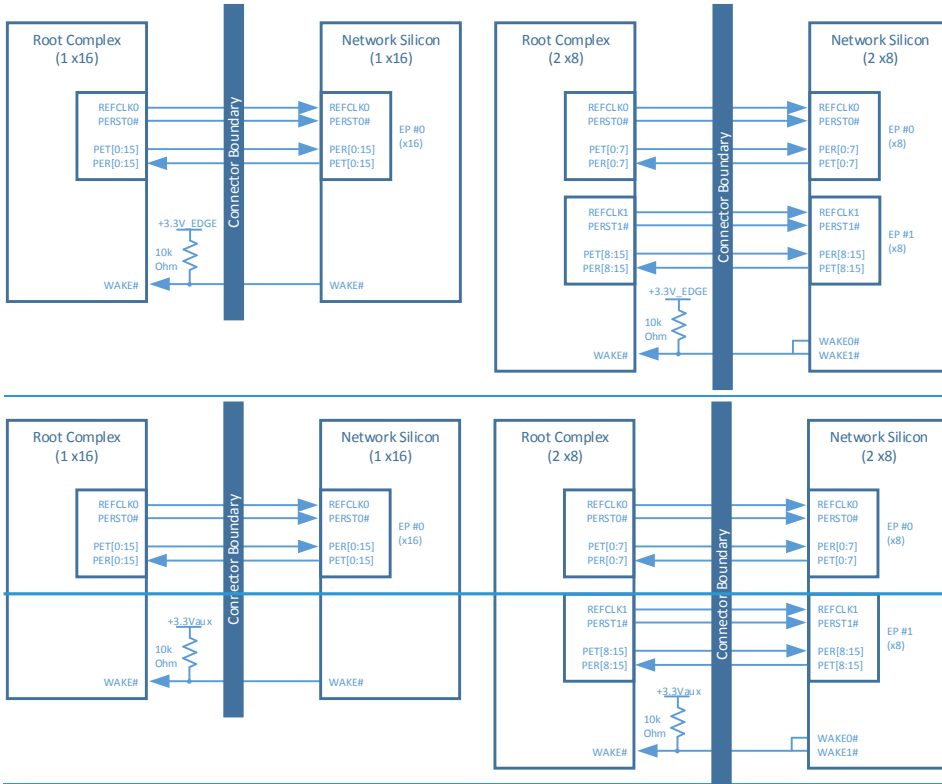 Root Complex
(1 x16)
REFCLK0
PERST0#
PET[0:15]
PER[0:15]
+3.3V_EDGE
10k
Ohm
WAKE#
Connector Boundary
Network Silicon
(1 x16)
REFCLK0
PERST0#
PER[0:15]
PET[0:15]
EP #0
(x16)
WAKE#
Root Complex
(2 x8)
REFCLK0
PERST0#
PET[0:7]
PER[0:7]
REFCLK1
PERST1#
PET[8:15]
PER[8:15]
+3.3V_EDGE
10k
Ohm
WAKE#
Connector Boundary
Network Silicon
(2 x8)
REFCLK0
PERST0#
PER[0:7]
PET[0:7]
EP #0
(x8)
REFCLK1
PERST1#
PER[8:15]
PET[8:15]
EP #1
(x8)
WAKE0#
WAKE1#
Root Complex
(1 x16)
REFCLK0
PERST0#
PET[0:15]
PER[0:15]
+3.3Vaux
10k
Ohm
WAKE#
Connector Boundary
Network Silicon
(1 x16)
REFCLK0
PERST0#
PER[0:15]
PET[0:15]
EP #0
(x16)
WAKE#
Root Complex
(2 x8)
REFCLK0
PERST0#
PET[0:7]
PER[0:7]
REFCLK1
PERST1#
PET[8:15]
PER[8:15]
+3.3Vaux
10k
Ohm
WAKE#
Connector Boundary
Network Silicon
(2 x8)
REFCLK0
PERST0#
PER[0:7]
PET[0:7]
EP #0
(x8)
REFCLK1
PERST1#
PER[8:15]
PET[8:15]
EP #1
(x8)
WAKE0#
WAKE1#